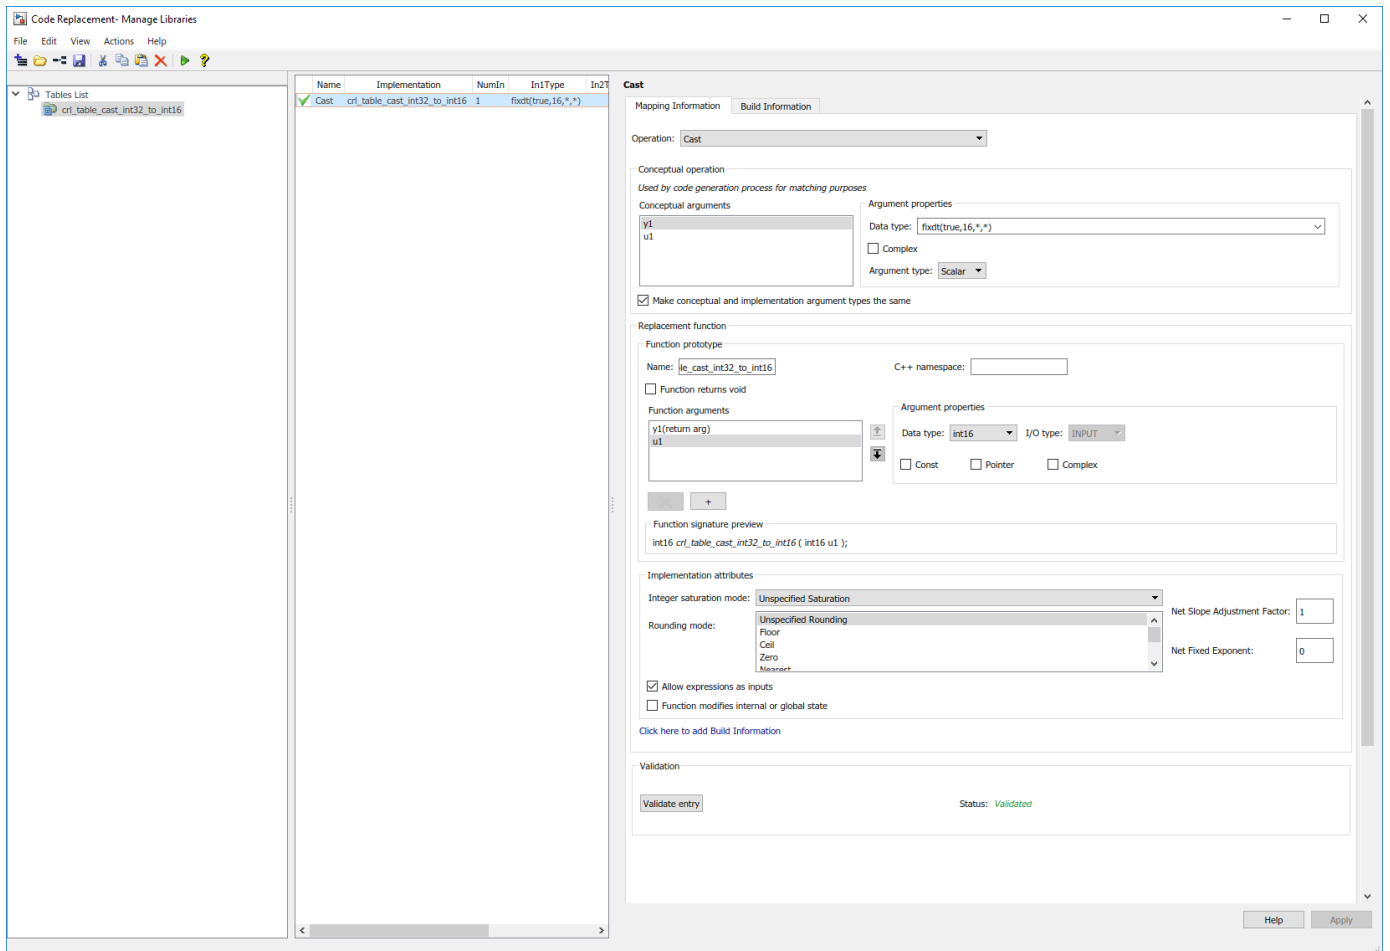 Code Replacement- Manage Libraries
File Edit View Actions Help
Tables List
crl_table_cast_int32_to_int16
Name Implementation NumIn In1Type In2T
Cast crl_table_cast_int32_to_int16 1 fixdt(true,16,*,*)
Cast
Mapping Information Build Information
Operation: Cast
Conceptual operation
Used by code generation process for matching purposes
Conceptual arguments
y1
u1
Argument properties
Data type: fixdt(true,16,*,*)
Complex
Argument type: Scalar
Make conceptual and implementation argument types the same
Replacement function
Function prototype
Name: le_cast_int32_to_int16 C++ namespace:
Function returns void
Function arguments
y1(return arg)
u1
Argument properties
Data type: int16 I/O type: INPUT
Const Pointer Complex
+
Function signature preview
int16 crl_table_cast_int32_to_int16 ( int16 u1 );
Implementation attributes
Integer saturation mode: Unspecified Saturation
Rounding mode:
Unspecified Rounding
Floor
Ceil
Zero
Nearest
Net Slope Adjustment Factor: 1
Net Fixed Exponent: 0
Allow expressions as inputs
Function modifies internal or global state
Click here to add Build Information
Validation
Validate entry Status: Validated
Help Apply